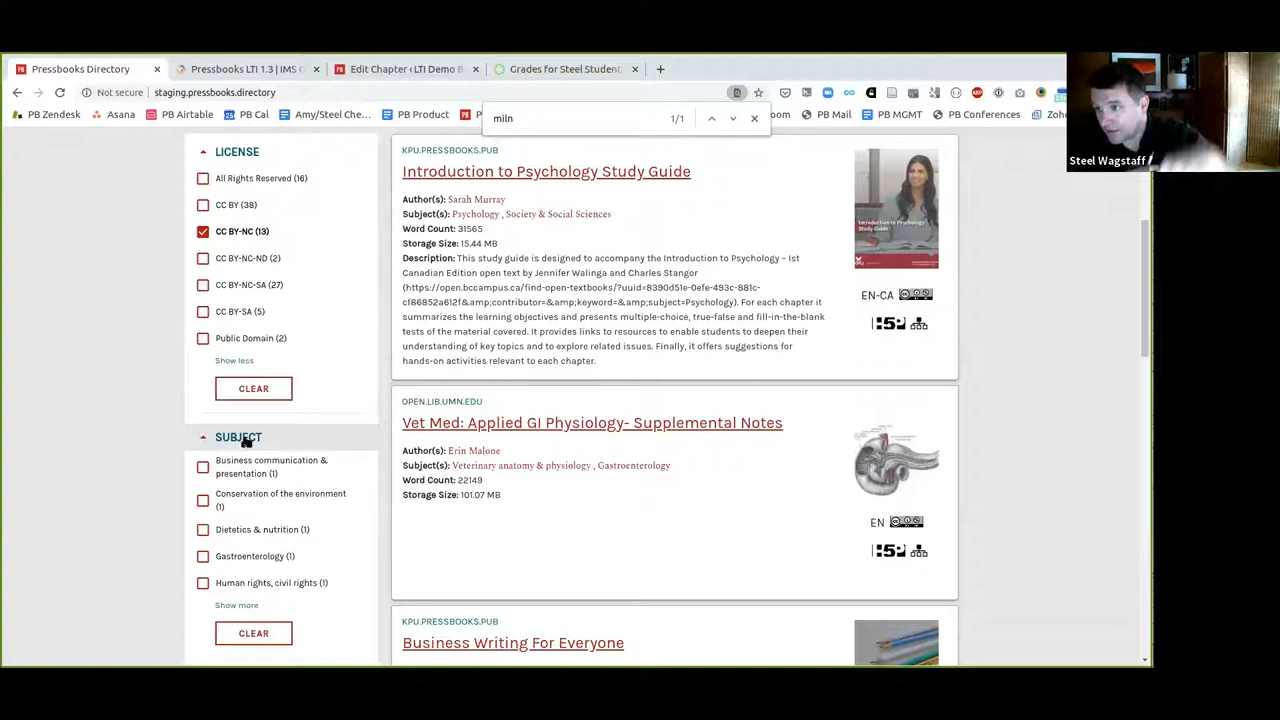 Pressbooks Directory
Pressbooks LTI 1.3 | IMS
Edit Chapter ‹ LTI Demo B
Grades for Steel Student
Not secure
staging.pressbooks.directory
PB Zendesk
Asana
PB Airtable
PB Cal
Amy/Steel Che...
PB Product
PB Mail
PB MGMT
PB Conferences
Zoho
miln
1/1
Steel Wagstaff
LICENSE
All Rights Reserved (16)
CC BY (38)
CC BY-NC (13)
CC BY-NC-ND (2)
CC BY-NC-SA (27)
CC BY-SA (5)
Public Domain (2)
Show less
CLEAR
SUBJECT
Business communication &
presentation (1)
Conservation of the environment
(1)
Dietetics & nutrition (1)
Gastroenterology (1)
Human rights, civil rights (1)
Show more
CLEAR
KPU.PRESSBOOKS.PUB
Introduction to Psychology Study Guide
Author(s): Sarah Murray
Subject(s): Psychology , Society & Social Sciences
Word Count: 31565
Storage Size: 15.44 MB
Description: This study guide is designed to accompany the Introduction to Psychology – 1st
Canadian Edition open text by Jennifer Walinga and Charles Stangor
(https://open.bccampus.ca/find-open-textbooks/?uuid=8390d51e-0efe-493c-881c-
cf86852a612f&amp;contributor=&amp;keyword=&amp;subject=Psychology). For each chapter it
summarizes the learning objectives and presents multiple-choice, true-false and fill-in-the-blank
tests of the material covered. It provides links to resources to enable students to deepen their
understanding of key topics and to explore related issues. Finally, it offers suggestions for
hands-on activities relevant to each chapter.
Introduction to Psychology
EN-CA
H5P
OPEN.LIB.UMN.EDU
Vet Med: Applied GI Physiology- Supplemental Notes
Author(s): Erin Malone
Subject(s): Veterinary anatomy & physiology , Gastroenterology
Word Count: 22149
Storage Size: 101.07 MB
EN
H5P
KPU.PRESSBOOKS.PUB
Business Writing For Everyone